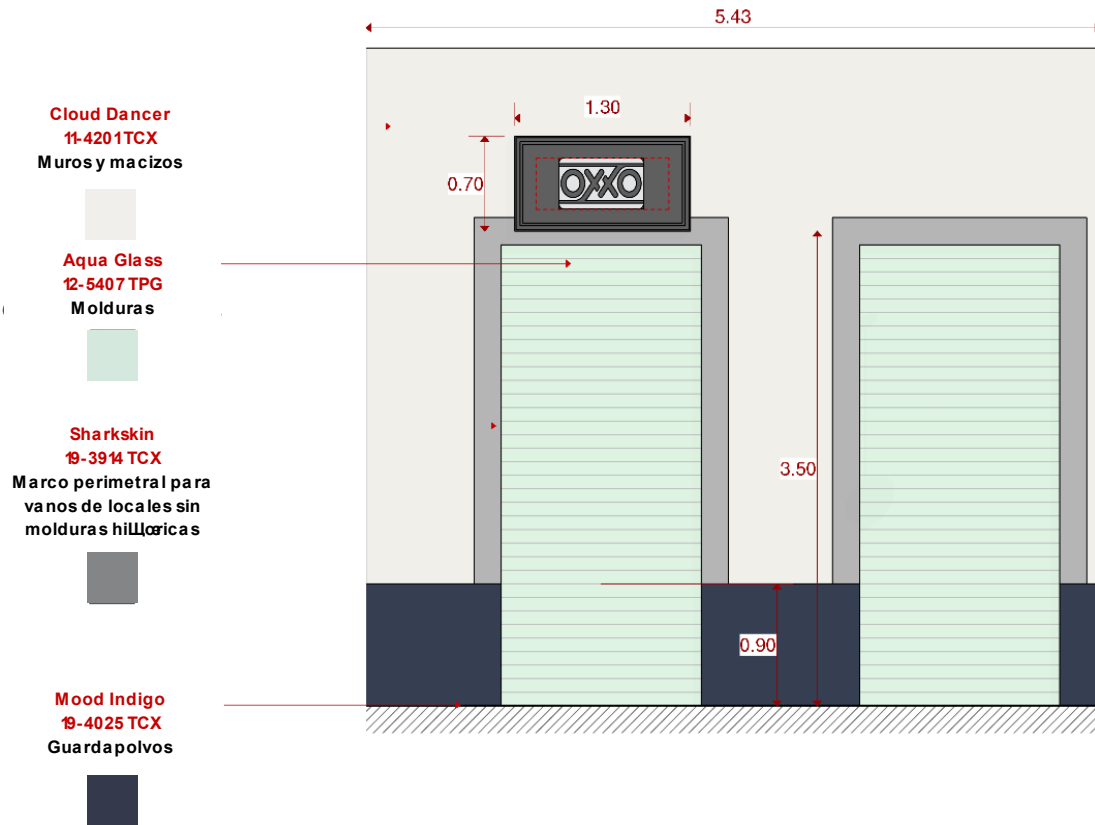 5.43
Cloud Dancer
11-4201 TCX
Muros y macizos
1.30
0.70
OXXO
Aqua Glass
12-5407 TPG
Molduras
Sharkskin
19-3914 TCX
Marco perimetral para
vanos de locales sin
molduras
3.50
0.90
Mood Indigo
19-4025 TCX
Guardapolvos